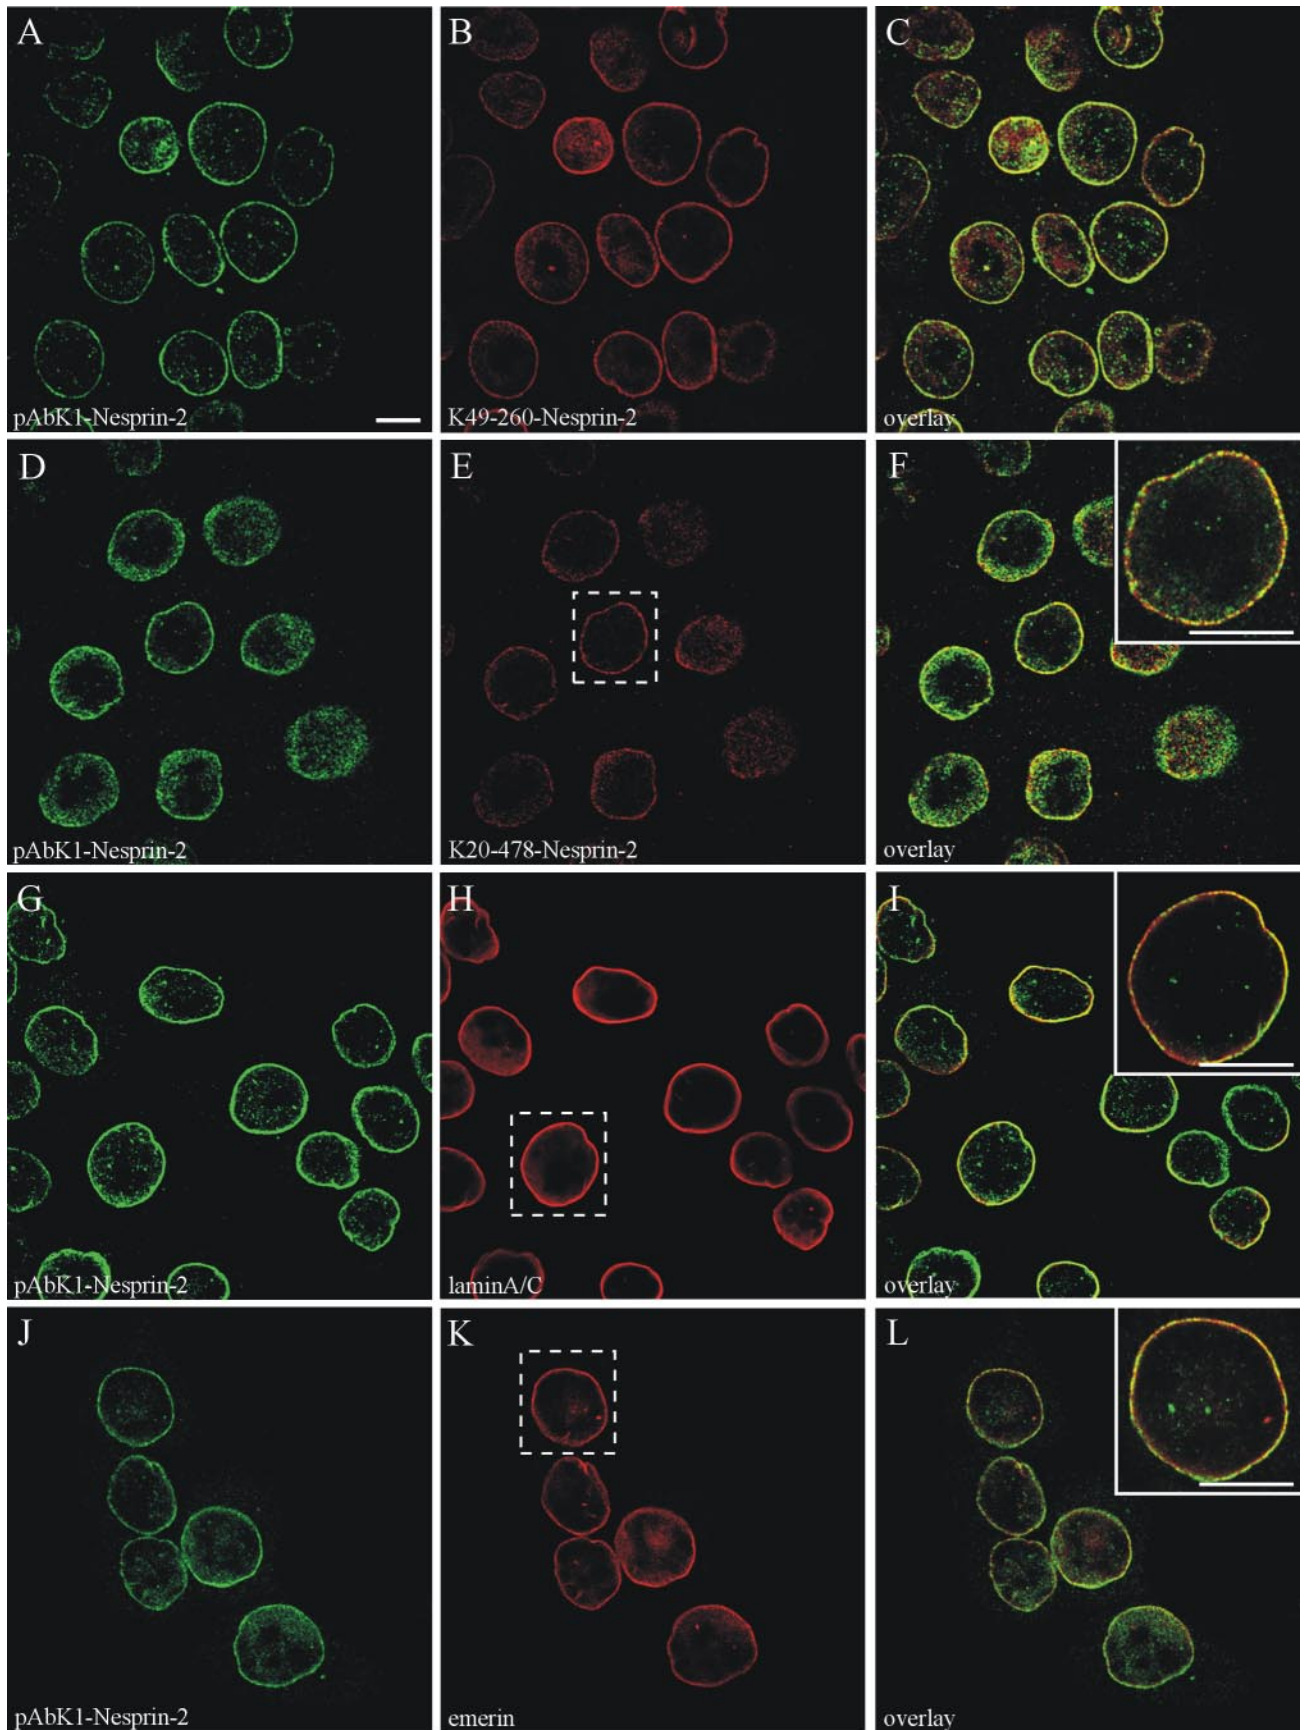 A
B
C
pAbK1-Nesprin-2
K49-260-Nesprin-2
overlay
D
E
F
pAbK1-Nesprin-2
K20-478-Nesprin-2
overlay
G
H
I
pAbK1-Nesprin-2
laminA/C
overlay
J
K
L
pAbK1-Nesprin-2
emerin
overlay